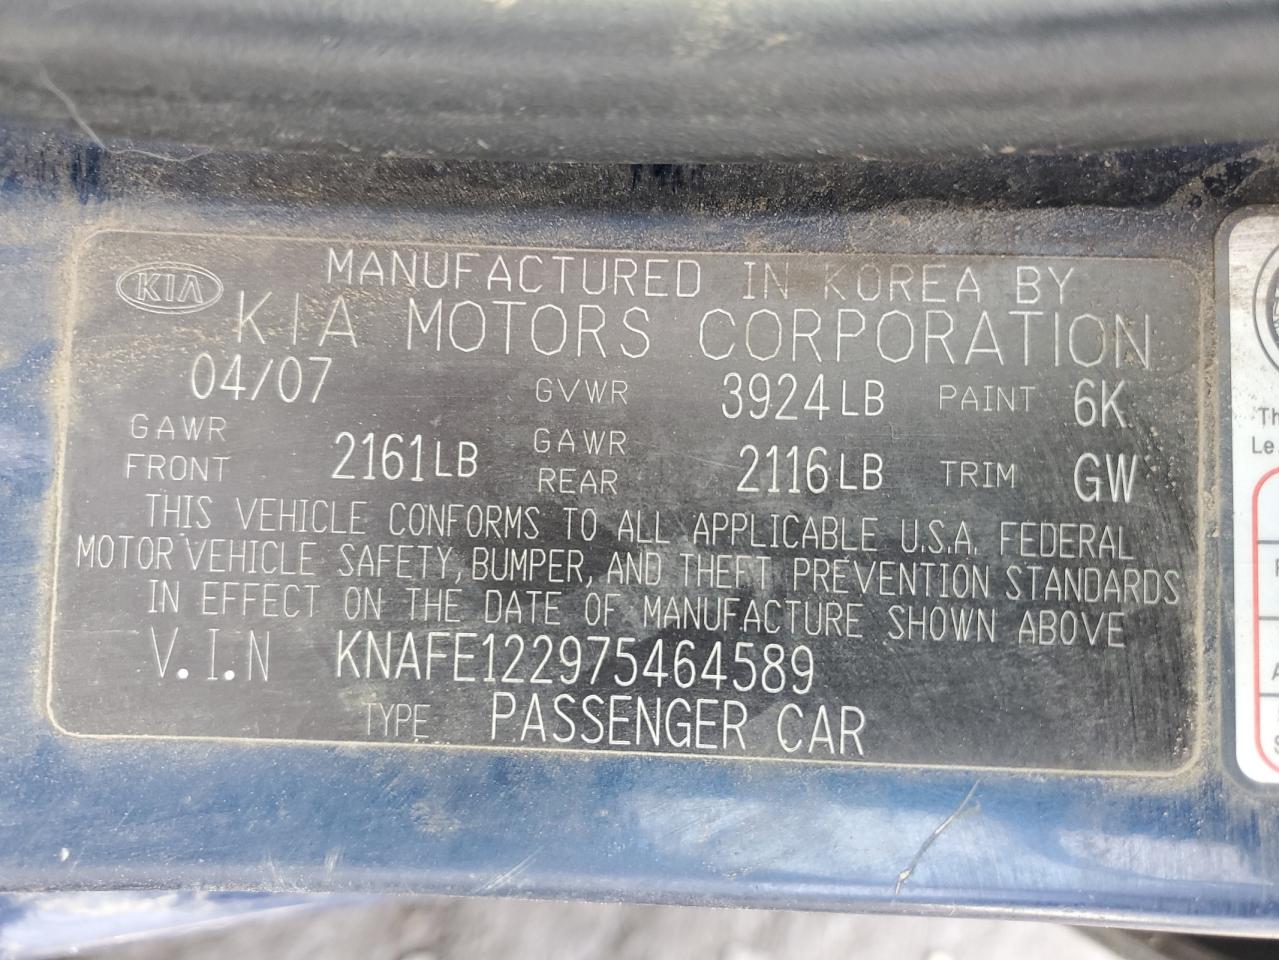 KIA
MANUFACTURED IN KOREA BY
KIA MOTORS CORPORATION
04/07 GVWR 3924LB PAINT 6K
GAWR FRONT 2161LB GAWR REAR 2116LB TRIM GW
THIS VEHICLE CONFORMS TO ALL APPLICABLE U.S.A. FEDERAL
MOTOR VEHICLE SAFETY, BUMPER, AND THEFT PREVENTION STANDARDS
IN EFFECT ON THE DATE OF MANUFACTURE SHOWN ABOVE
V.I.N KNAFE122975464589
TYPE PASSENGER CAR
Le